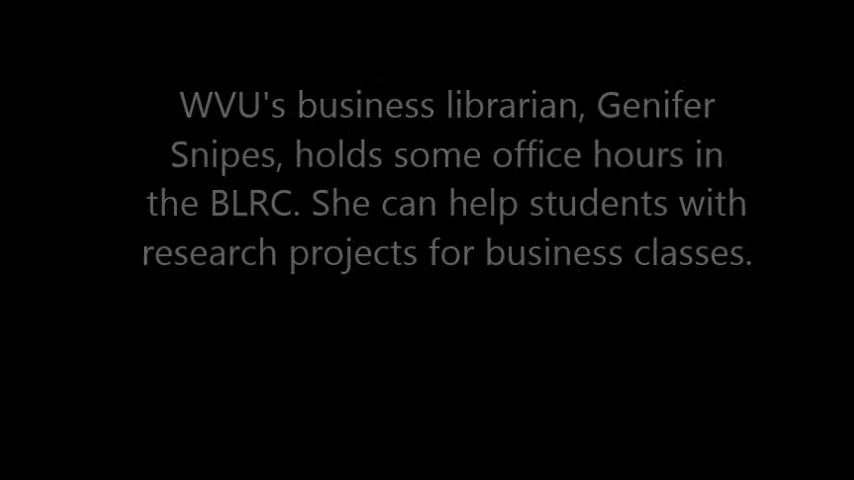 WVU's business librarian, Genifer
Snipes, holds some office hours in
the BLRC. She can help students with
research projects for business classes.